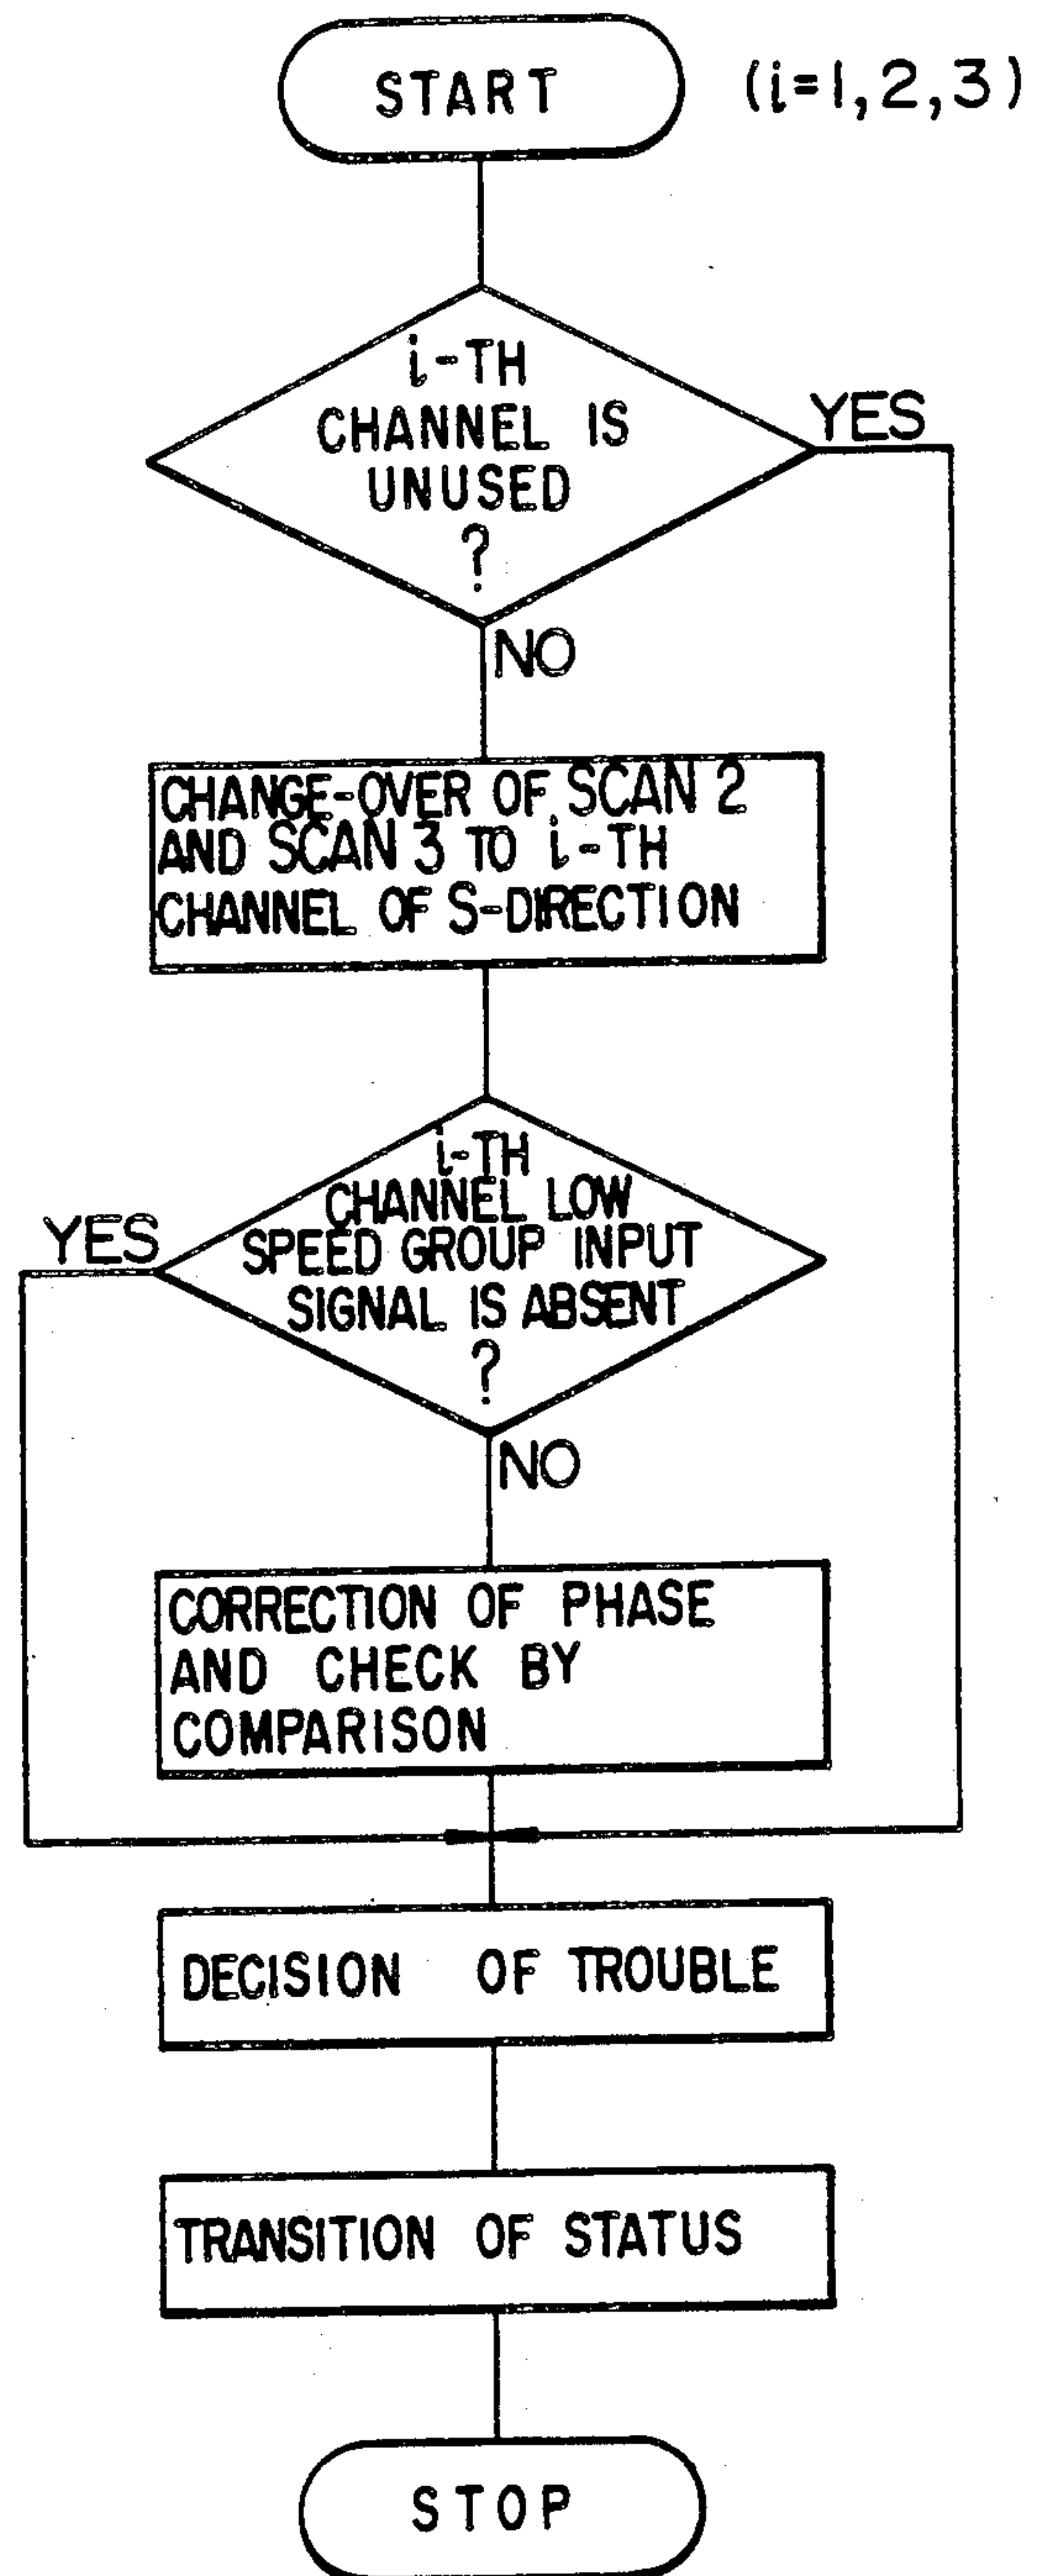 START (i=1,2,3)
i-TH
CHANNEL IS
UNUSED
?
YES
NO
CHANGE-OVER OF SCAN 2
AND SCAN 3 TO i-TH
CHANNEL OF S-DIRECTION
i-TH
CHANNEL LOW
SPEED GROUP INPUT
SIGNAL IS ABSENT
?
YES
NO
CORRECTION OF PHASE
AND CHECK BY
COMPARISON
DECISION OF TROUBLE
TRANSITION OF STATUS
STOP